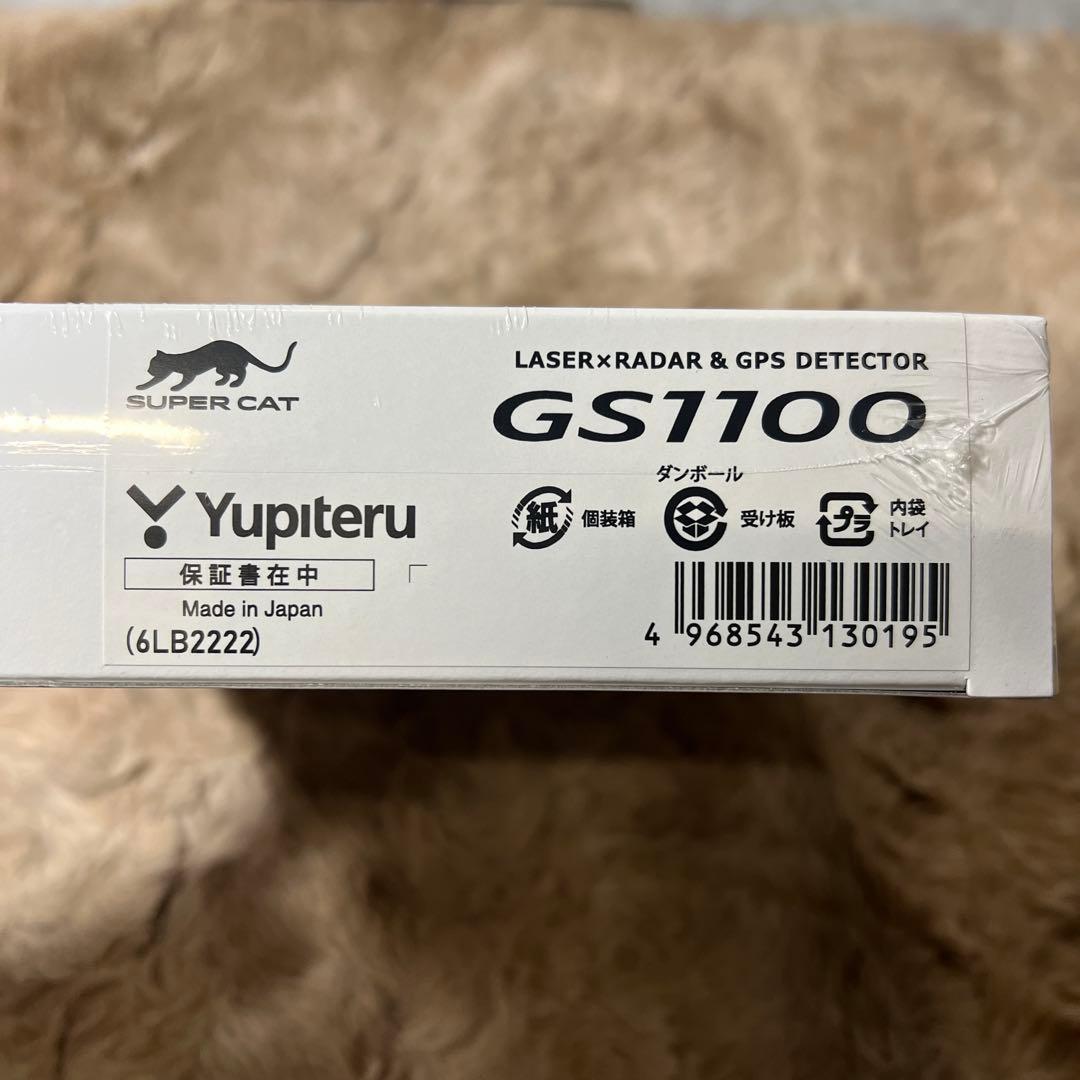 SUPER CAT
LASER×RADAR & GPS DETECTOR
GS1100
Yupiteru
保証書在中
Made in Japan
(6LB2222)
紙
個装箱
ダンボール
受け板
プラ
内袋
トレイ
4 968543 130195